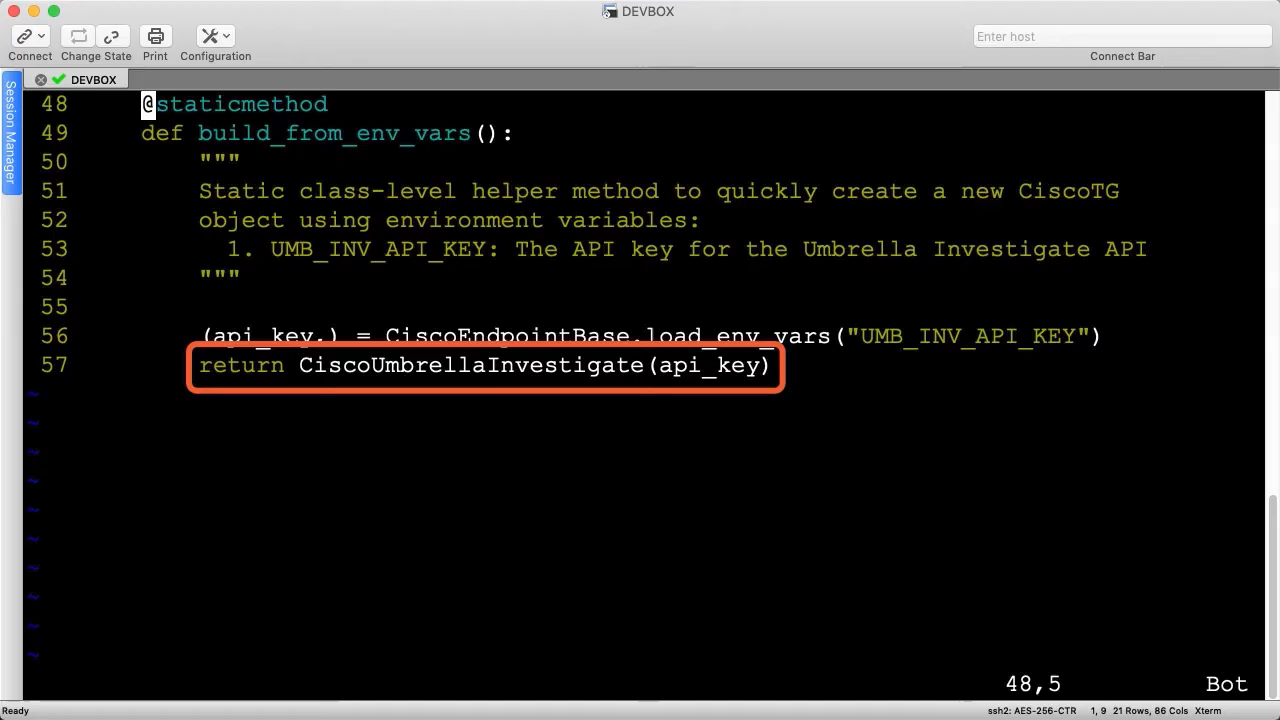 DEVBOX
Connect Change State Print Configuration
Enter host
Connect Bar
Session Manager
DEVBOX
48 @staticmethod
49 def build_from_env_vars():
50 """
51 Static class-level helper method to quickly create a new CiscoTG
52 object using environment variables:
53 1. UMB_INV_API_KEY: The API key for the Umbrella Investigate API
54 """
55
56 (api_key,) = CiscoEndpointBase.load_env_vars("UMB_INV_API_KEY")
57 return CiscoUmbrellaInvestigate(api_key)
~
~
~
~
~
~
~
~
~
~
48,5 Bot
Ready ssh2: AES-256-CTR 1, 9 21 Rows, 86 Cols Xterm